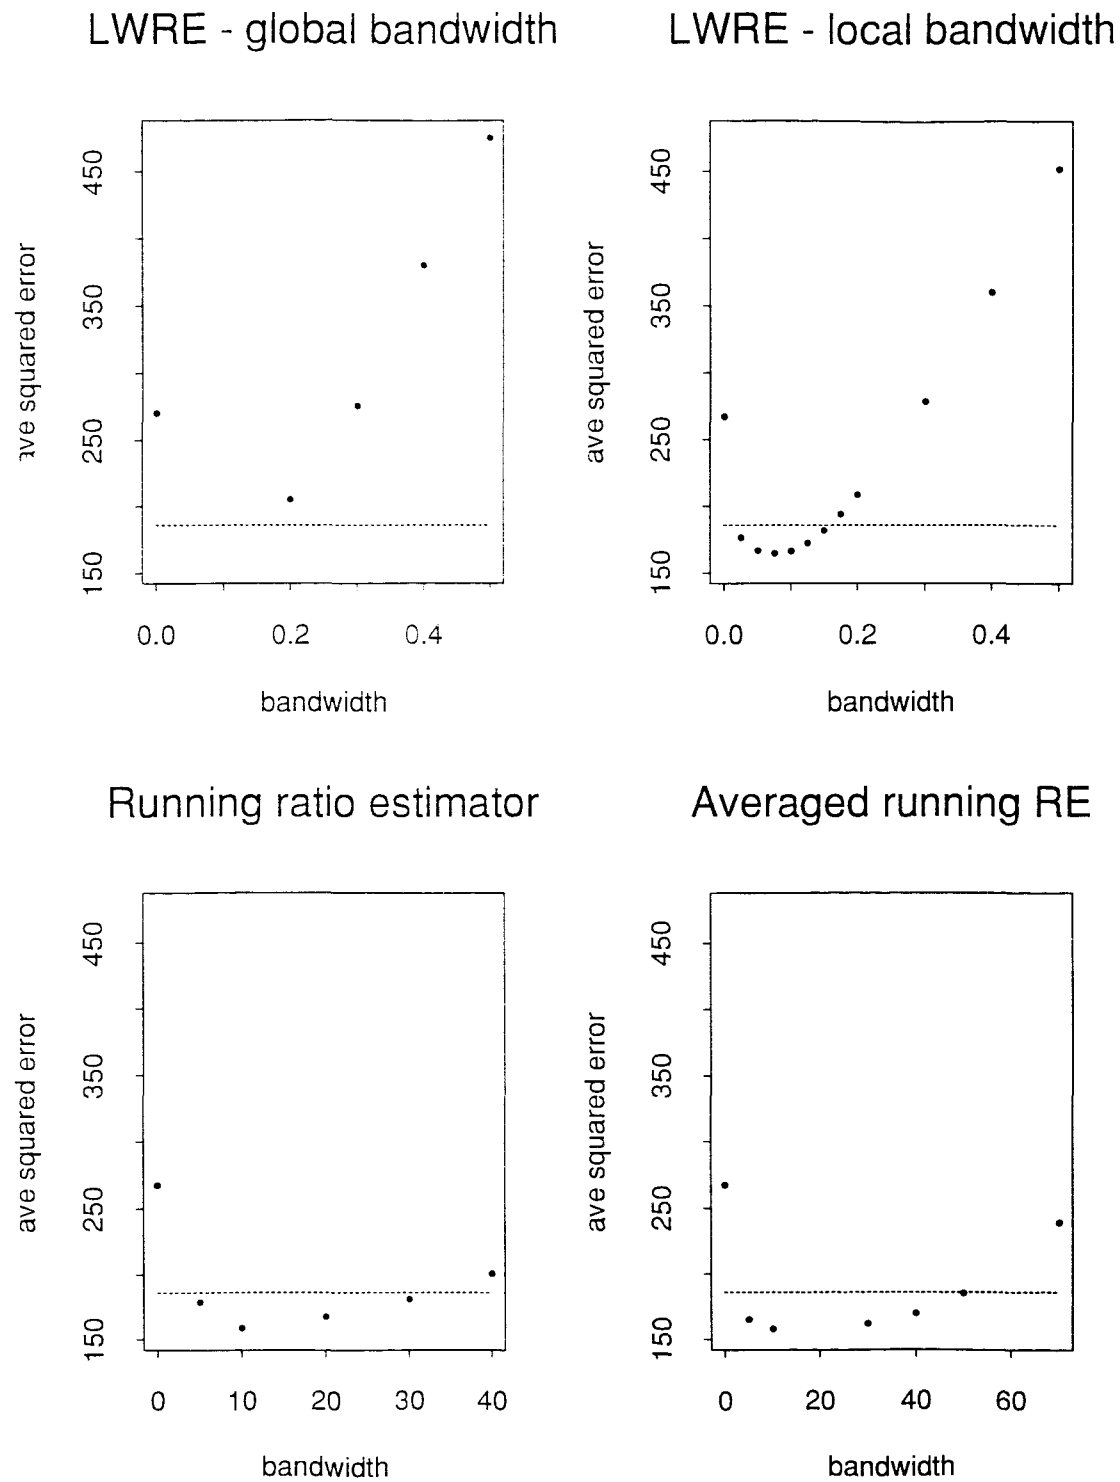 LWRE - global bandwidth
450
350
250
150
ave squared error
0.0 0.2 0.4
bandwidth
LWRE - local bandwidth
450
350
250
150
ave squared error
0.0 0.2 0.4
bandwidth
Running ratio estimator
450
350
250
150
ave squared error
0 10 20 30 40
bandwidth
Averaged running RE
450
350
250
150
ave squared error
0 20 40 60
bandwidth